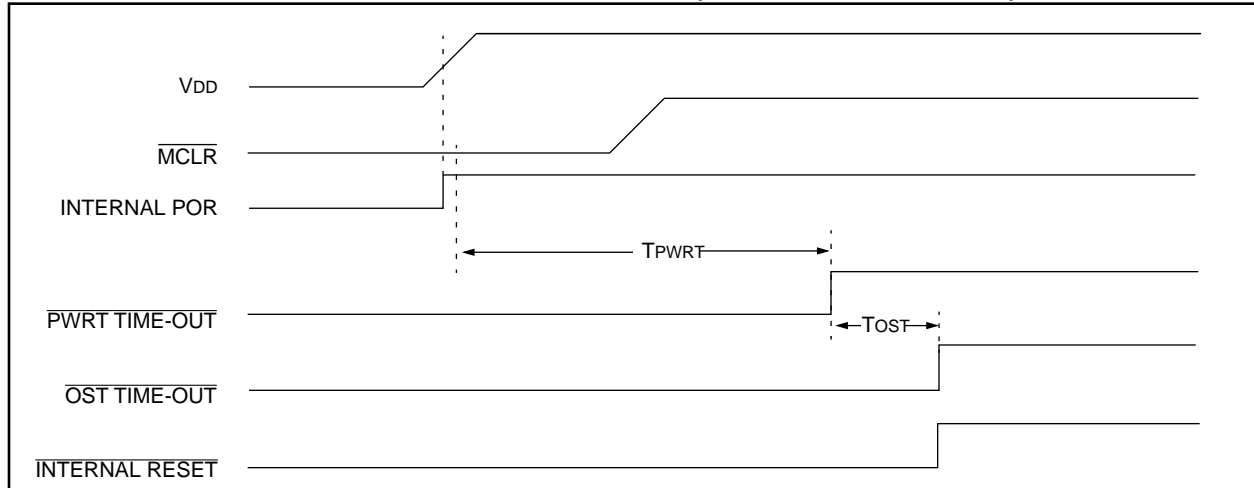 VDD
MCLR
INTERNAL POR
TPWRT
PWRT TIME-OUT
TOST
OST TIME-OUT
INTERNAL RESET